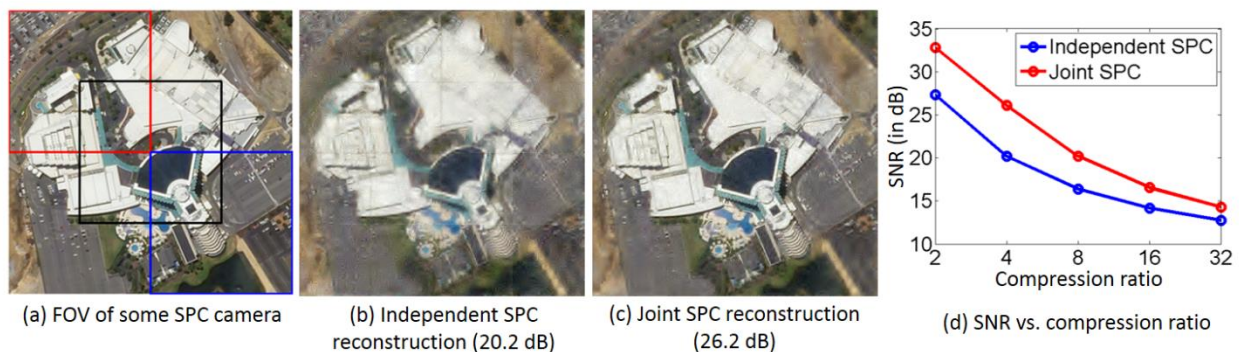 (a) FOV of some SPC camera
(b) Independent SPC
reconstruction (20.2 dB)
(c) Joint SPC reconstruction
(26.2 dB)
35
30
25
20
15
10
SNR (in dB)
Independent SPC
Joint SPC
2 4 8 16 32
Compression ratio
(d) SNR vs. compression ratio